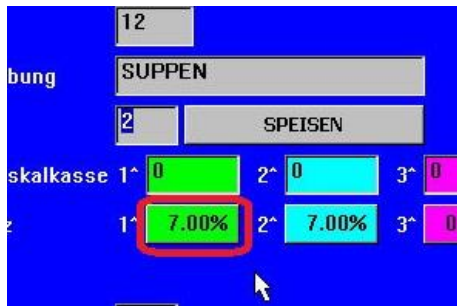 12
bung SUPPEN
2 SPEISEN
skalkasse 1^ 0 2^ 0 3^ 0
z 1^ 7.00% 2^ 7.00% 3^ 0